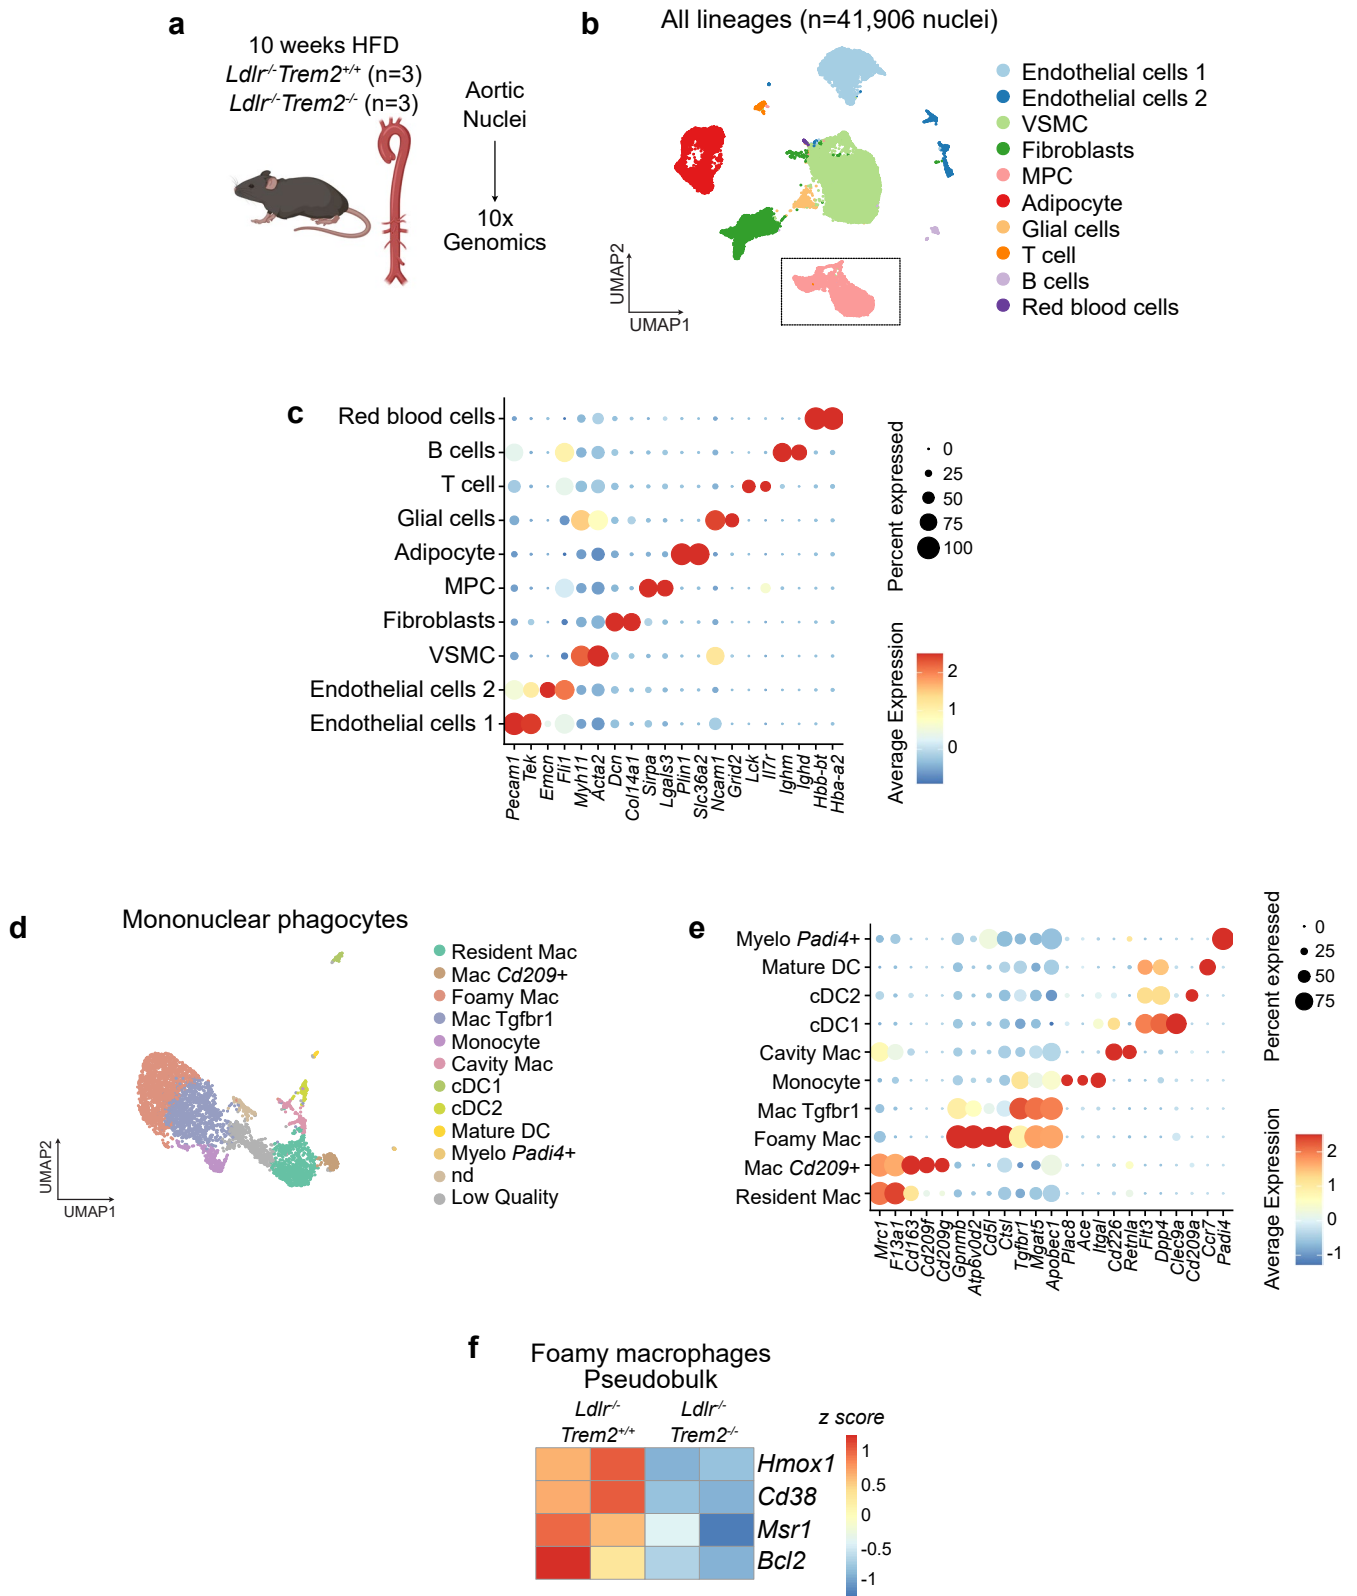 a
10 weeks HFD
Ldlr-/-Trem2+/+ (n=3)
Ldlr-/-Trem2-/- (n=3)
Aortic
Nuclei
10x
Genomics
b
All lineages (n=41,906 nuclei)
UMAP2
UMAP1
Endothelial cells 1
Endothelial cells 2
VSMC
Fibroblasts
MPC
Adipocyte
Glial cells
T cell
B cells
Red blood cells
c
Red blood cells
B cells
T cell
Glial cells
Adipocyte
MPC
Fibroblasts
VSMC
Endothelial cells 2
Endothelial cells 1
Pecam1
Tek
Emcn
Fli1
Myh11
Acta2
Dcn
Col14a1
Sirpa
Lgals3
Plin1
Slc36a2
Ncam1
Grid2
Lck
Il7r
Ighm
Ighd
Hbb-bt
Hba-a2
Percent expressed
0
25
50
75
100
Average Expression
2
1
0
d
Mononuclear phagocytes
UMAP2
UMAP1
Resident Mac
Mac Cd209+
Foamy Mac
Mac Tgfbr1
Monocyte
Cavity Mac
cDC1
cDC2
Mature DC
Myelo Padi4+
nd
Low Quality
e
Myelo Padi4+
Mature DC
cDC2
cDC1
Cavity Mac
Monocyte
Mac Tgfbr1
Foamy Mac
Mac Cd209+
Resident Mac
Mrc1
F13a1
Cd163
Cd209f
Cd209g
Gpnmb
Atp6v0d2
Cd5l
Ctsl
Tgfbr1
Mgat5
Apobec1
Plac8
Ace
Itgal
Cd226
Retnla
Flt3
Dpp4
Clec9a
Cd209a
Ccr7
Padi4
Percent expressed
0
25
50
75
Average Expression
2
1
0
-1
f
Foamy macrophages
Pseudobulk
Ldlr-/- Ldlr-/-
Trem2+/+ Trem2-/-
Hmox1
Cd38
Msr1
Bcl2
z score
1
0.5
0
-0.5
-1